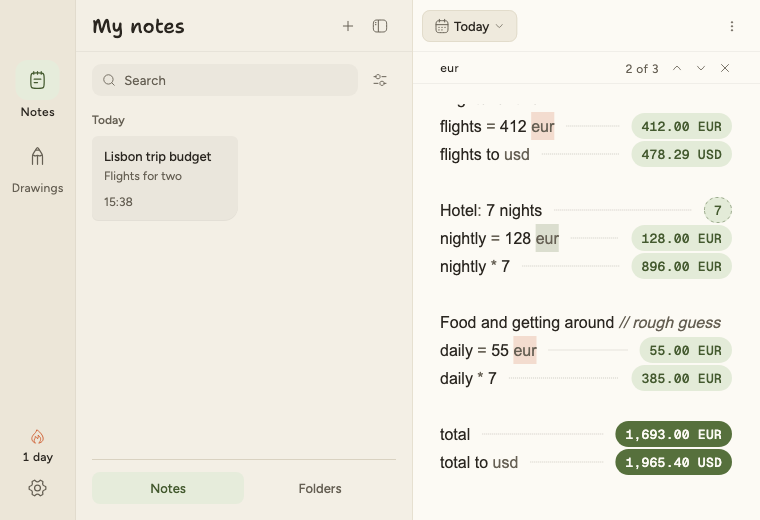 My notes
Today
Search
eur
2 of 3
Notes
Drawings
Today
Lisbon trip budget
Flights for two
15:38
flights = 412 eur 412.00 EUR
flights to usd 478.29 USD
Hotel: 7 nights 7
nightly = 128 eur 128.00 EUR
nightly * 7 896.00 EUR
Food and getting around // rough guess
daily = 55 eur 55.00 EUR
daily * 7 385.00 EUR
total 1,693.00 EUR
total to usd 1,965.40 USD
1 day
Notes
Folders